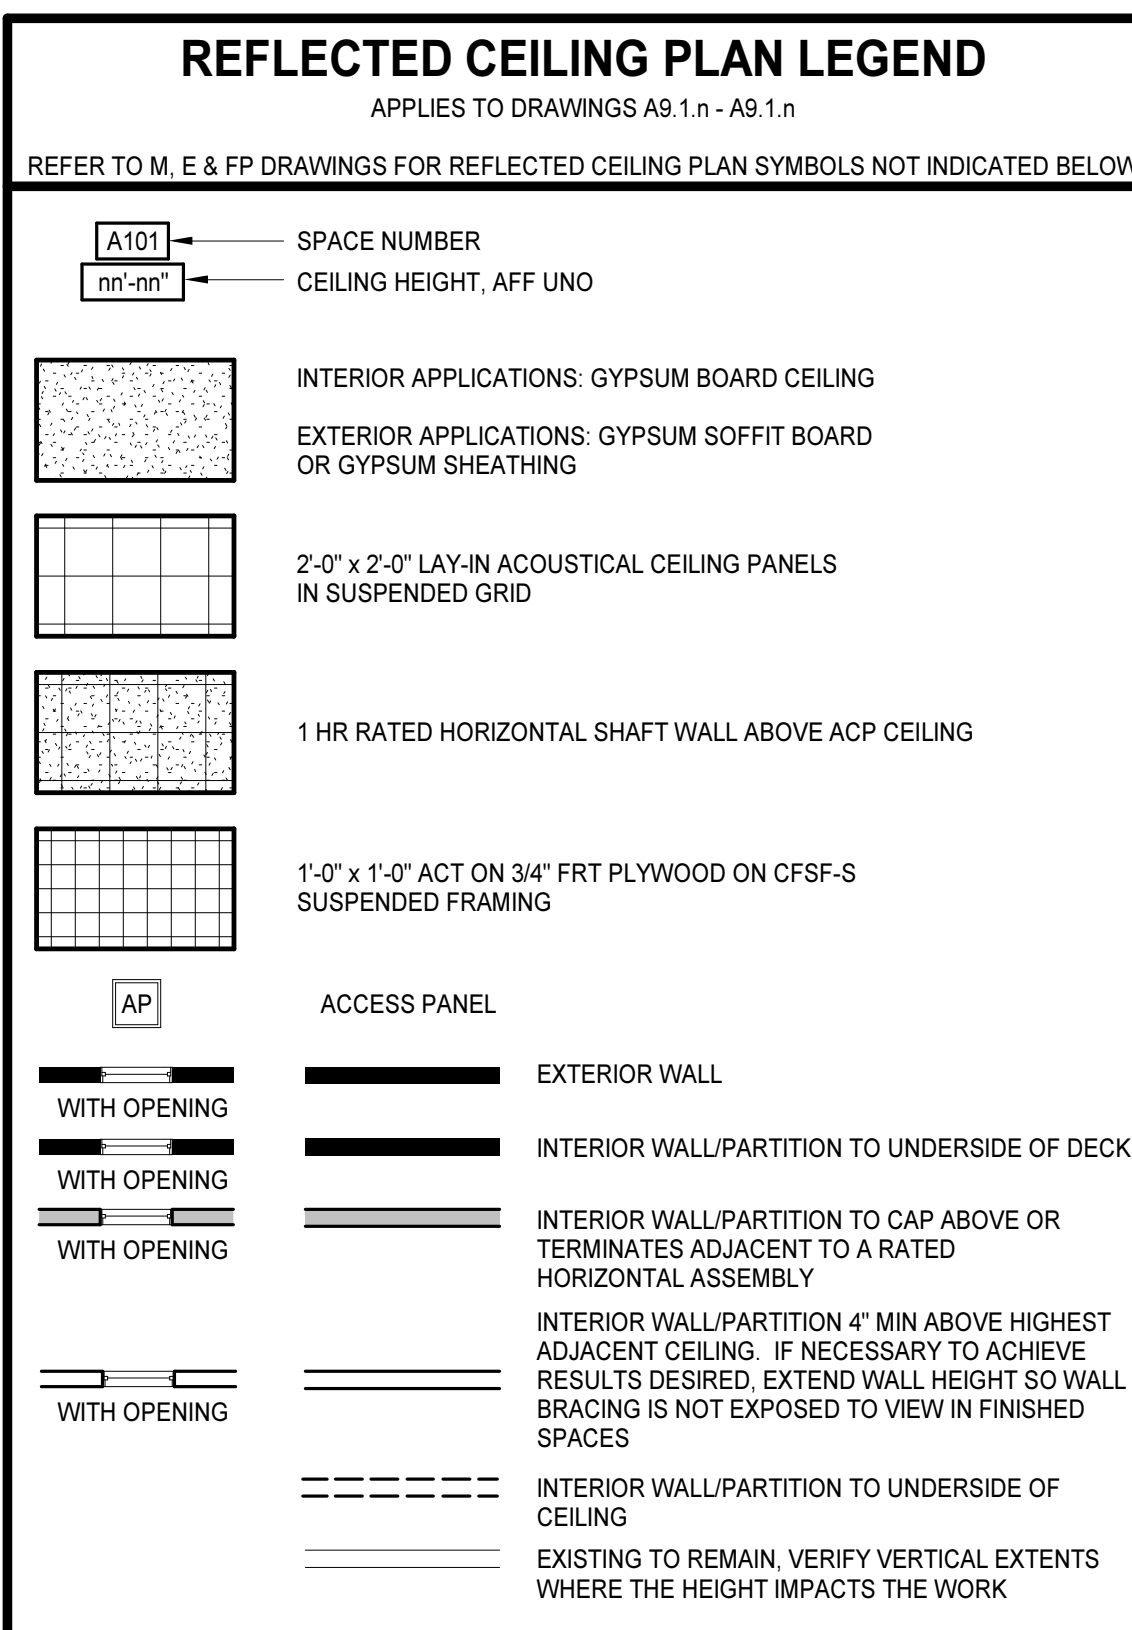 REFLECTED CEILING PLAN LEGEND
APPLIES TO DRAWINGS A9.1.n - A9.1.n
REFER TO M, E & FP DRAWINGS FOR REFLECTED CEILING PLAN SYMBOLS NOT INDICATED BELOW
A101 SPACE NUMBER
nn'-nn" CEILING HEIGHT, AFF UNO
INTERIOR APPLICATIONS: GYPSUM BOARD CEILING
EXTERIOR APPLICATIONS: GYPSUM SOFFIT BOARD
OR GYPSUM SHEATHING
2'-0" x 2'-0" LAY-IN ACOUSTICAL CEILING PANELS
IN SUSPENDED GRID
1 HR RATED HORIZONTAL SHAFT WALL ABOVE ACP CEILING
1'-0" x 1'-0" ACT ON 3/4" FRT PLYWOOD ON CFSF-S
SUSPENDED FRAMING
AP ACCESS PANEL
EXTERIOR WALL
WITH OPENING
INTERIOR WALL/PARTITION TO UNDERSIDE OF DECK
WITH OPENING
INTERIOR WALL/PARTITION TO CAP ABOVE OR
TERMINATES ADJACENT TO A RATED
HORIZONTAL ASSEMBLY
WITH OPENING
INTERIOR WALL/PARTITION 4" MIN ABOVE HIGHEST
ADJACENT CEILING. IF NECESSARY TO ACHIEVE
RESULTS DESIRED, EXTEND WALL HEIGHT SO WALL
BRACING IS NOT EXPOSED TO VIEW IN FINISHED
SPACES
WITH OPENING
INTERIOR WALL/PARTITION TO UNDERSIDE OF
CEILING
EXISTING TO REMAIN, VERIFY VERTICAL EXTENTS
WHERE THE HEIGHT IMPACTS THE WORK